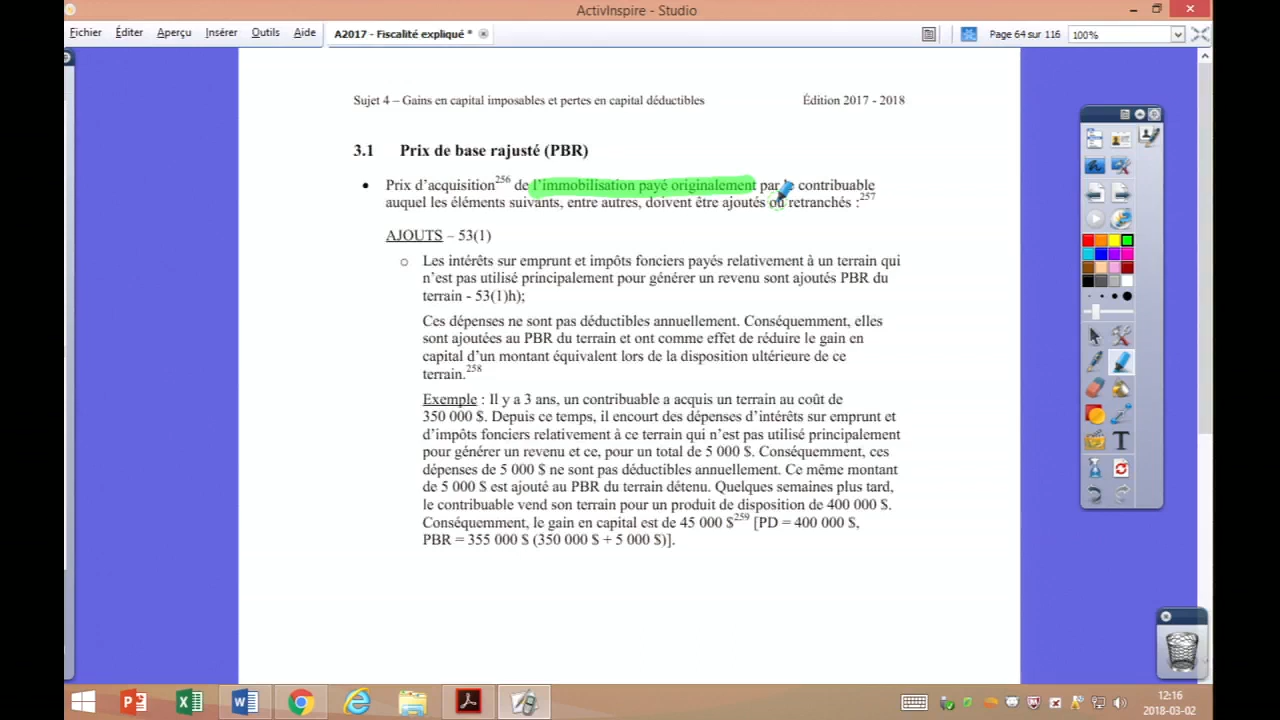 ActivInspire - Studio
Fichier Éditer Aperçu Insérer Outils Aide A2017 - Fiscalité expliqué * Page 64 sur 116 100%
Sujet 4 – Gains en capital imposables et pertes en capital déductibles Édition 2017 - 2018
3.1 Prix de base rajusté (PBR)
• Prix d’acquisition256 de l’immobilisation payé originalement par le contribuable
auquel les éléments suivants, entre autres, doivent être ajoutés ou retranchés :257
AJOUTS – 53(1)
o Les intérêts sur emprunt et impôts fonciers payés relativement à un terrain qui
n’est pas utilisé principalement pour générer un revenu sont ajoutés PBR du
terrain - 53(1)h);
Ces dépenses ne sont pas déductibles annuellement. Conséquemment, elles
sont ajoutées au PBR du terrain et ont comme effet de réduire le gain en
capital d’un montant équivalent lors de la disposition ultérieure de ce
terrain.258
Exemple : Il y a 3 ans, un contribuable a acquis un terrain au coût de
350 000 $. Depuis ce temps, il encourt des dépenses d’intérêts sur emprunt et
d’impôts fonciers relativement à ce terrain qui n’est pas utilisé principalement
pour générer un revenu et ce, pour un total de 5 000 $. Conséquemment, ces
dépenses de 5 000 $ ne sont pas déductibles annuellement. Ce même montant
de 5 000 $ est ajouté au PBR du terrain détenu. Quelques semaines plus tard,
le contribuable vend son terrain pour un produit de disposition de 400 000 $.
Conséquemment, le gain en capital est de 45 000 $259 [PD = 400 000 $,
PBR = 355 000 $ (350 000 $ + 5 000 $)].
12:16
2018-03-02